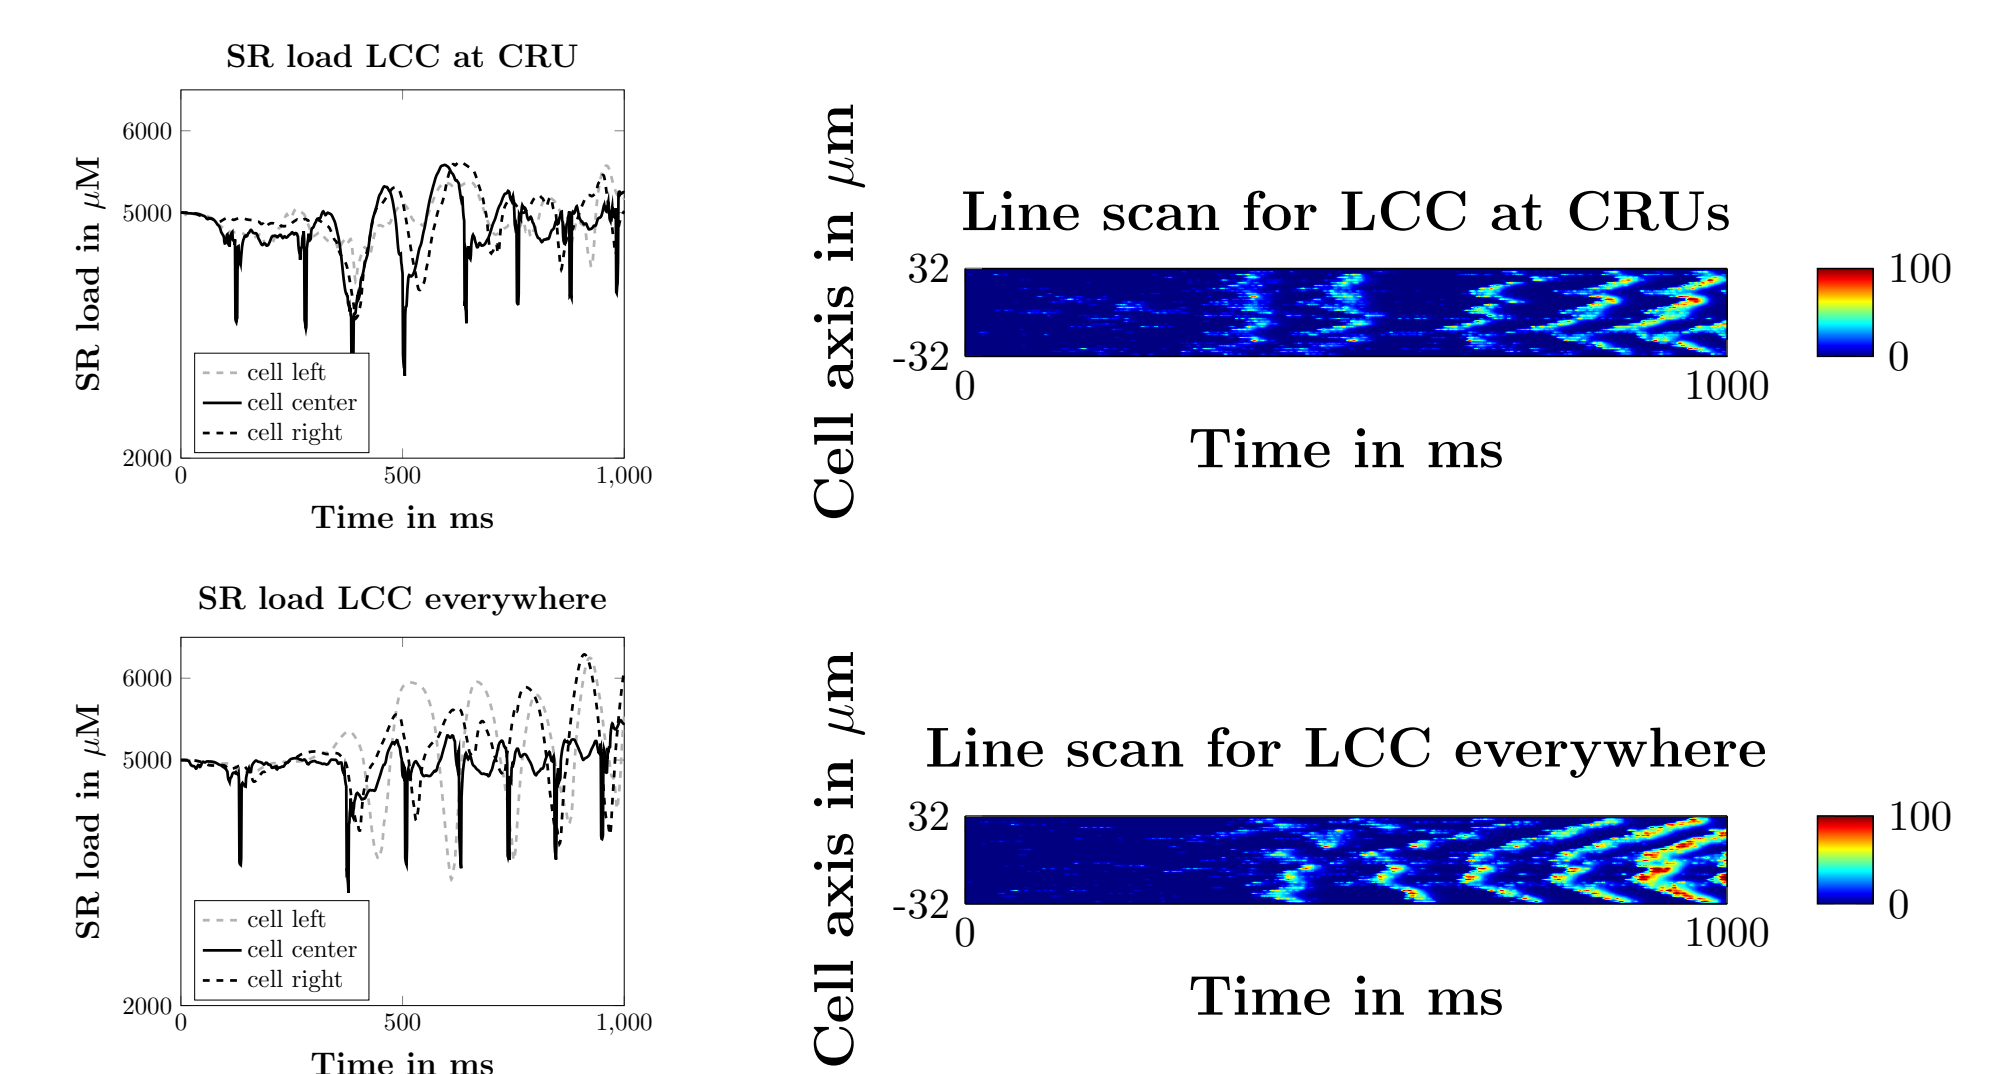 SR load LCC at CRU
SR load in μM
6000
5000
2000
cell left
cell center
cell right
0 500 1,000
Time in ms
Line scan for LCC at CRUs
Cell axis in μm
32
-32
0 1000
Time in ms
100
0
SR load LCC everywhere
SR load in μM
6000
5000
2000
cell left
cell center
cell right
0 500 1,000
Time in ms
Line scan for LCC everywhere
Cell axis in μm
32
-32
0 1000
Time in ms
100
0